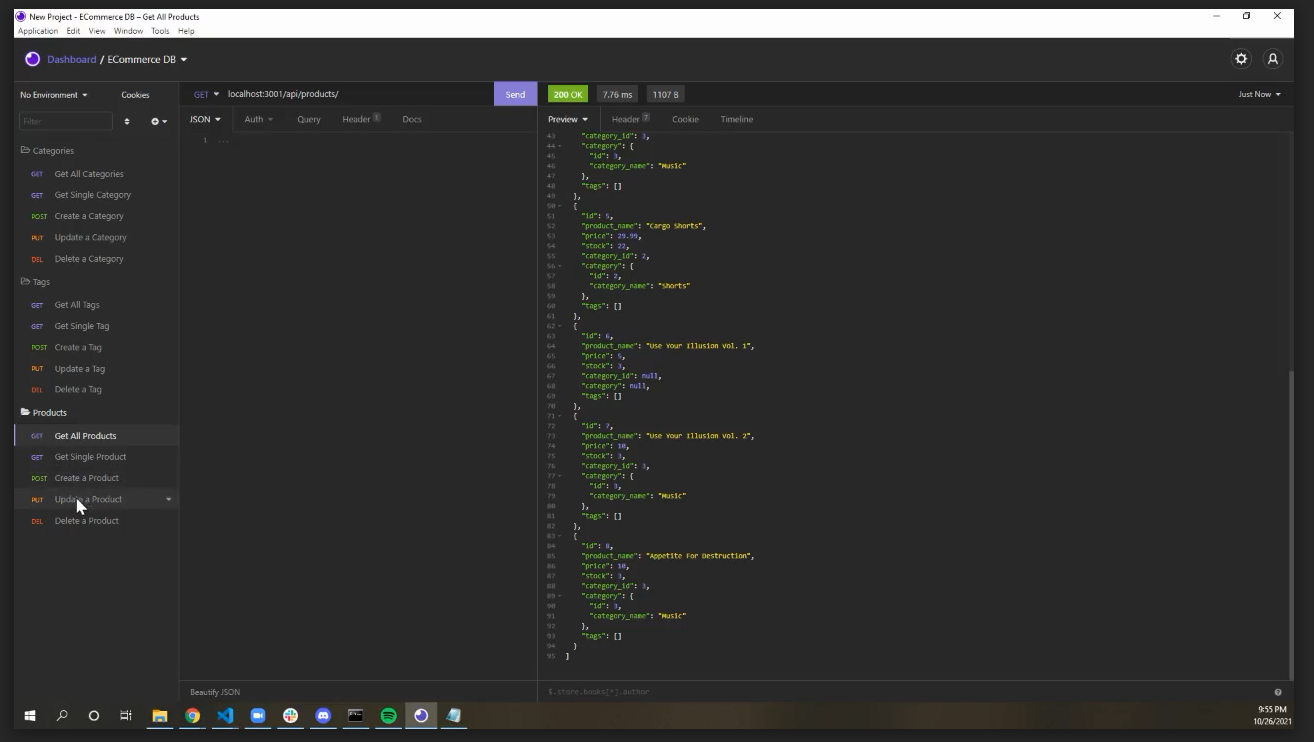 New Project - ECommerce DB – Get All Products
Application Edit View Window Tools Help
Dashboard / ECommerce DB
No Environment Cookies
GET localhost:3001/api/products/ Send
200 OK 7.76 ms 1107 B Just Now
Filter
JSON Auth Query Header 1 Docs
Preview Header 7 Cookie Timeline
1 ...
Categories
GET Get All Categories
GET Get Single Category
POST Create a Category
PUT Update a Category
DEL Delete a Category
Tags
GET Get All Tags
GET Get Single Tag
POST Create a Tag
PUT Update a Tag
DEL Delete a Tag
Products
GET Get All Products
GET Get Single Product
POST Create a Product
PUT Update a Product
DEL Delete a Product
43 "category_id": 3,
44 "category": {
45 "id": 3,
46 "category_name": "Music"
47 },
48 "tags": []
49 },
50 {
51 "id": 5,
52 "product_name": "Cargo Shorts",
53 "price": 29.99,
54 "stock": 22,
55 "category_id": 2,
56 "category": {
57 "id": 2,
58 "category_name": "Shorts"
59 },
60 "tags": []
61 },
62 {
63 "id": 6,
64 "product_name": "Use Your Illusion Vol. 1",
65 "price": 5,
66 "stock": 3,
67 "category_id": null,
68 "category": null,
69 "tags": []
70 },
71 {
72 "id": 7,
73 "product_name": "Use Your Illusion Vol. 2",
74 "price": 10,
75 "stock": 3,
76 "category_id": 3,
77 "category": {
78 "id": 3,
79 "category_name": "Music"
80 },
81 "tags": []
82 },
83 {
84 "id": 8,
85 "product_name": "Appetite For Destruction",
86 "price": 10,
87 "stock": 3,
88 "category_id": 3,
89 "category": {
90 "id": 3,
91 "category_name": "Music"
92 },
93 "tags": []
94 }
95 ]
Beautify JSON
$.store.books[*].author
9:55 PM
10/26/2021